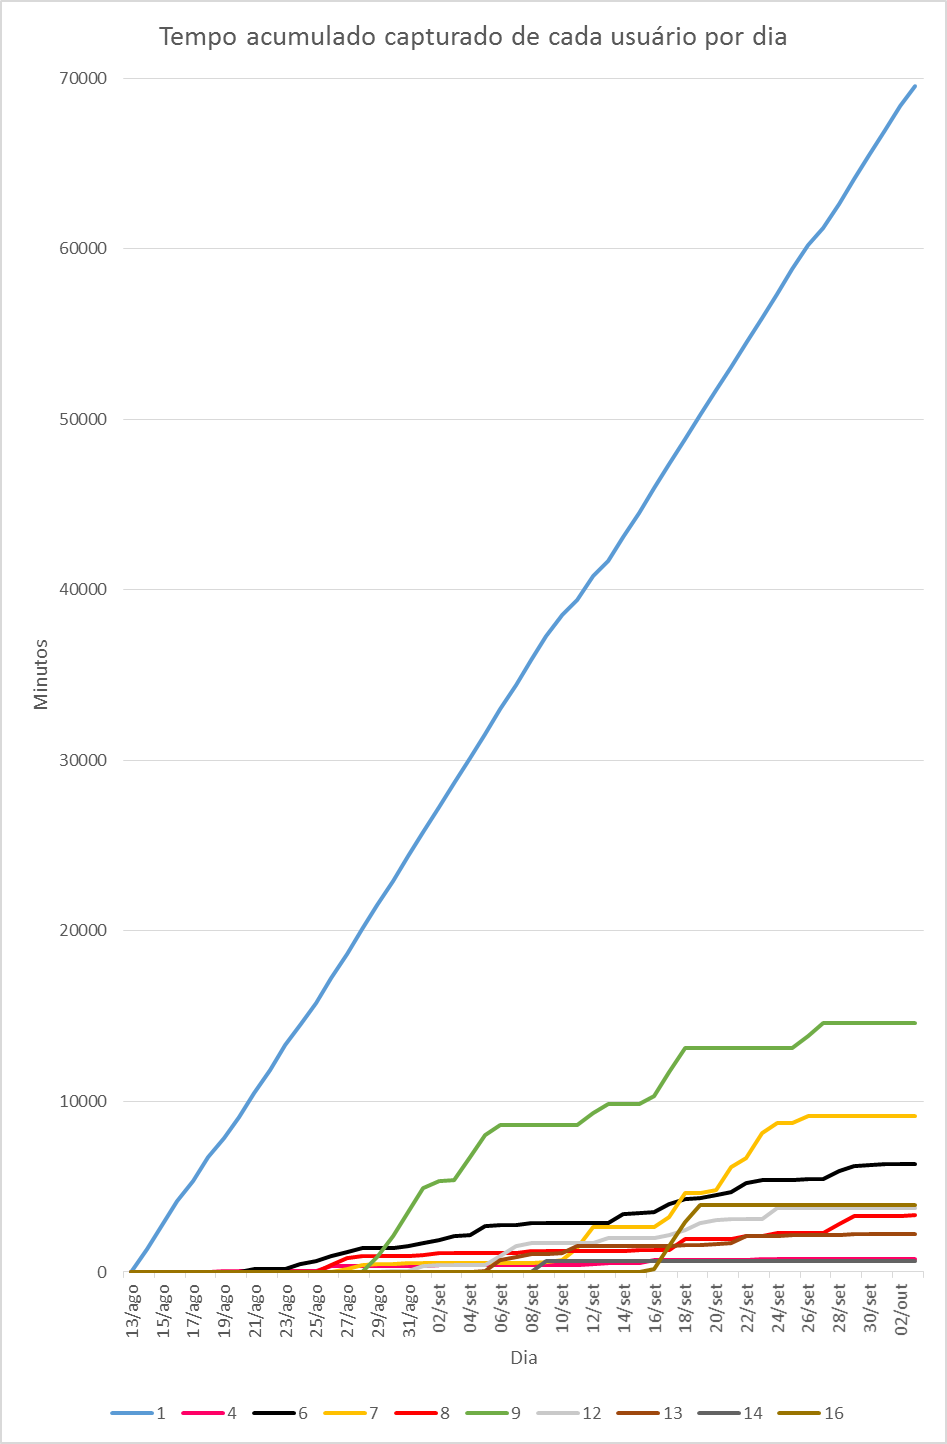 Tempo acumulado capturado de cada usuário por dia
70000
60000
50000
40000
30000
20000
10000
0
Minutos
13/ago 15/ago 17/ago 19/ago 21/ago 23/ago 25/ago 27/ago 29/ago 31/ago 02/set 04/set 06/set 08/set 10/set 12/set 14/set 16/set 18/set 20/set 22/set 24/set 26/set 28/set 30/set 02/out
Dia
1 4 6 7 8 9 12 13 14 16